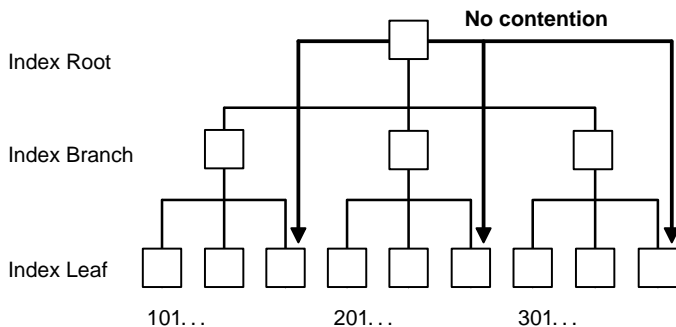 No contention
Index Root
Index Branch
Index Leaf
101... 201... 301...